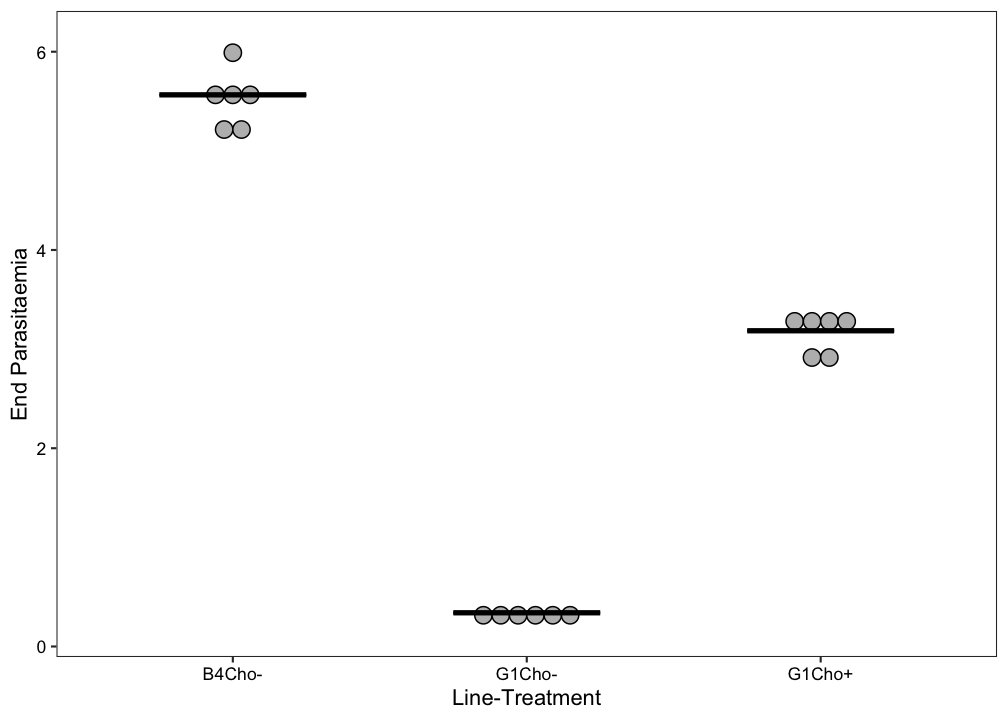 End Parasitaemia
6
4
2
0
B4Cho-
G1Cho-
G1Cho+
Line-Treatment